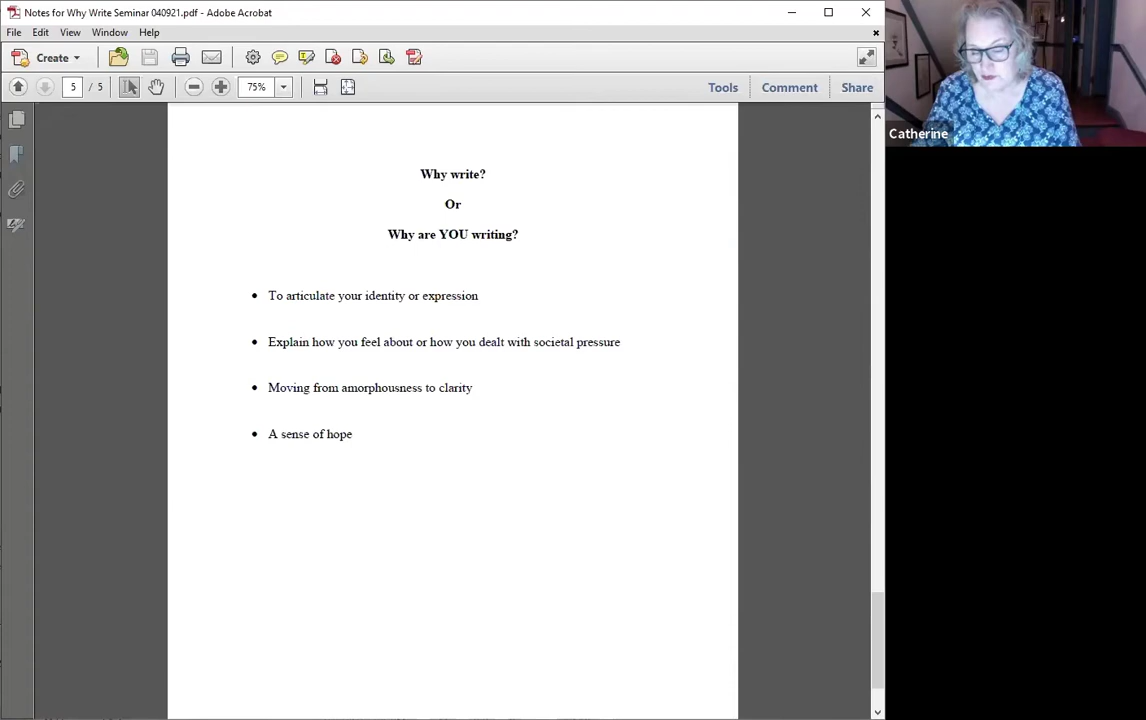 Notes for Why Write Seminar 040921.pdf - Adobe Acrobat
File Edit View Window Help
Create
5 / 5 75% Tools Comment Share
Catherine
Why write?
Or
Why are YOU writing?
• To articulate your identity or expression
• Explain how you feel about or how you dealt with societal pressure
• Moving from amorphousness to clarity
• A sense of hope